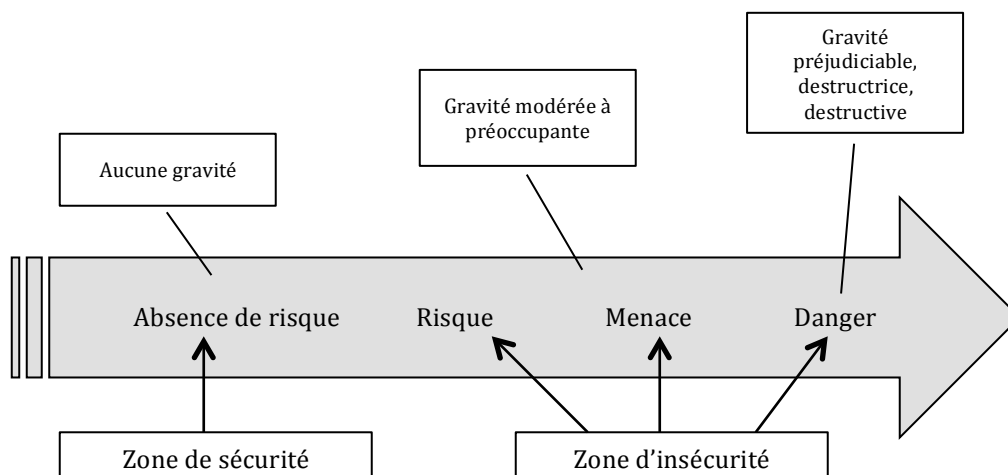 Gravité
préjudiciable,
destructrice,
destructive
Gravité modérée à
préoccupante
Aucune gravité
Absence de risque
Risque
Menace
Danger
Zone de sécurité
Zone d’insécurité